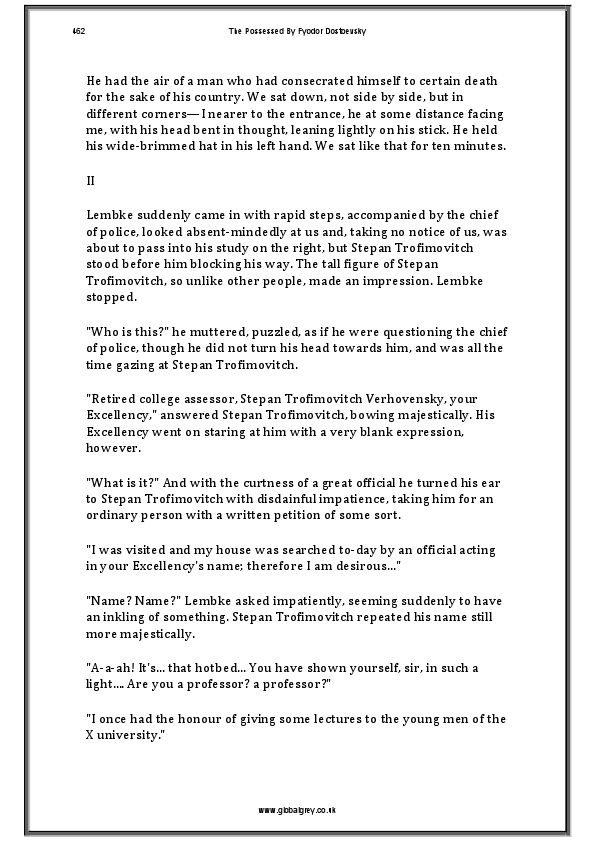 462 The Possessed By Fyodor Dostoevsky
He had the air of a man who had consecrated himself to certain death
for the sake of his country. We sat down, not side by side, but in
different corners—I nearer to the entrance, he at some distance facing
me, with his head bent in thought, leaning lightly on his stick. He held
his wide-brimmed hat in his left hand. We sat like that for ten minutes.
II
Lembke suddenly came in with rapid steps, accompanied by the chief
of police, looked absent-mindedly at us and, taking no notice of us, was
about to pass into his study on the right, but Stepan Trofimovitch
stood before him blocking his way. The tall figure of Stepan
Trofimovitch, so unlike other people, made an impression. Lembke
stopped.
"Who is this?" he muttered, puzzled, as if he were questioning the chief
of police, though he did not turn his head towards him, and was all the
time gazing at Stepan Trofimovitch.
"Retired college assessor, Stepan Trofimovitch Verhovensky, your
Excellency," answered Stepan Trofimovitch, bowing majestically. His
Excellency went on staring at him with a very blank expression,
however.
"What is it?" And with the curtness of a great official he turned his ear
to Stepan Trofimovitch with disdainful impatience, taking him for an
ordinary person with a written petition of some sort.
"I was visited and my house was searched to-day by an official acting
in your Excellency's name; therefore I am desirous..."
"Name? Name?" Lembke asked impatiently, seeming suddenly to have
an inkling of something. Stepan Trofimovitch repeated his name still
more majestically.
"A-a-ah! It's... that hotbed... You have shown yourself, sir, in such a
light.... Are you a professor? a professor?"
"I once had the honour of giving some lectures to the young men of the
X university."
www.globalgrey.co.uk